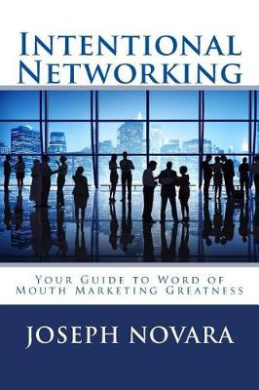 Intentional
Networking
Your Guide to Word of
Mouth Marketing Greatness
JOSEPH NOVARA